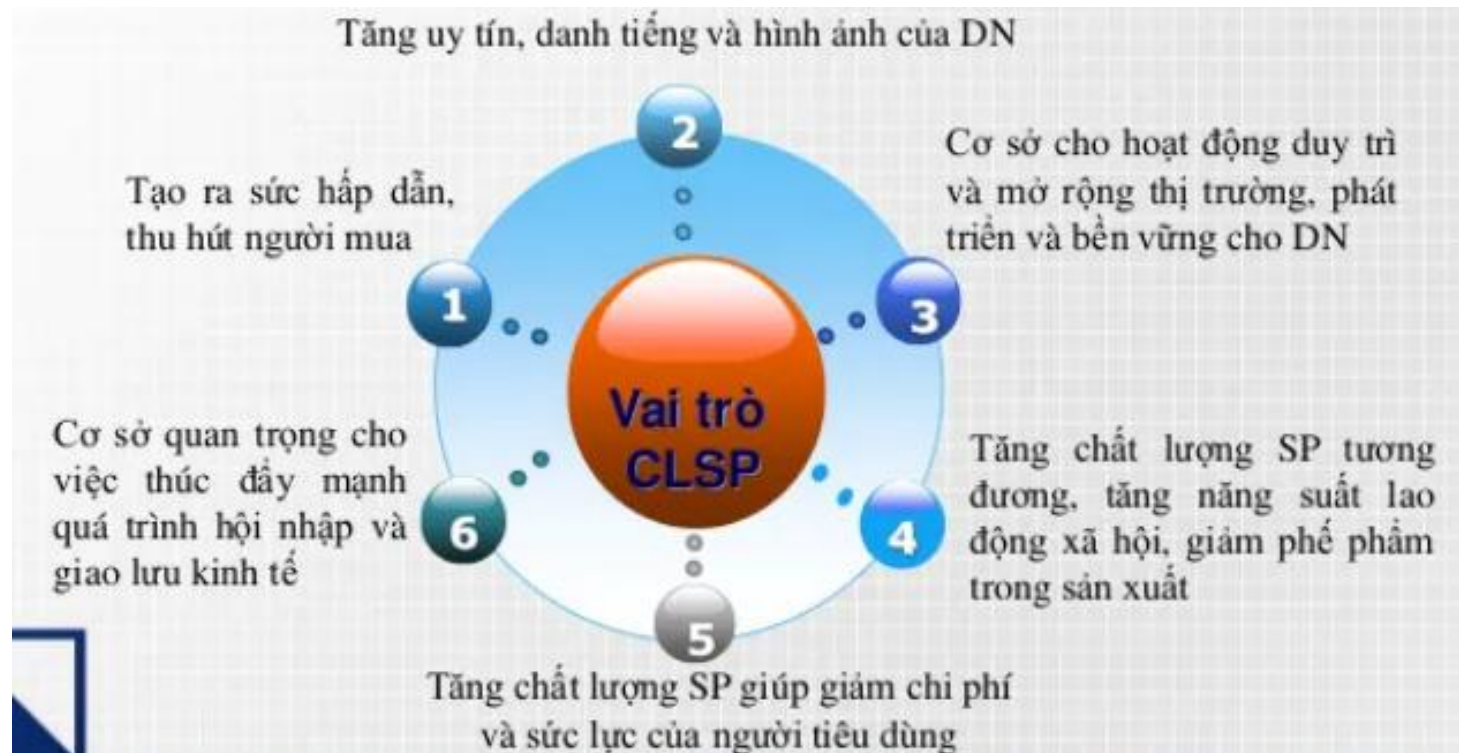 Tăng uy tín, danh tiếng và hình ảnh của DN
2
Cơ sở cho hoạt động duy trì
và mở rộng thị trường, phát
triển và bền vững cho DN
Tạo ra sức hấp dẫn,
thu hút người mua
1
3
Vai trò
CLSP
Cơ sở quan trọng cho
việc thúc đẩy mạnh
quá trình hội nhập và
giao lưu kinh tế
6
4
Tăng chất lượng SP tương
đương, tăng năng suất lao
động xã hội, giảm phế phẩm
trong sản xuất
5
Tăng chất lượng SP giúp giảm chi phí
và sức lực của người tiêu dùng